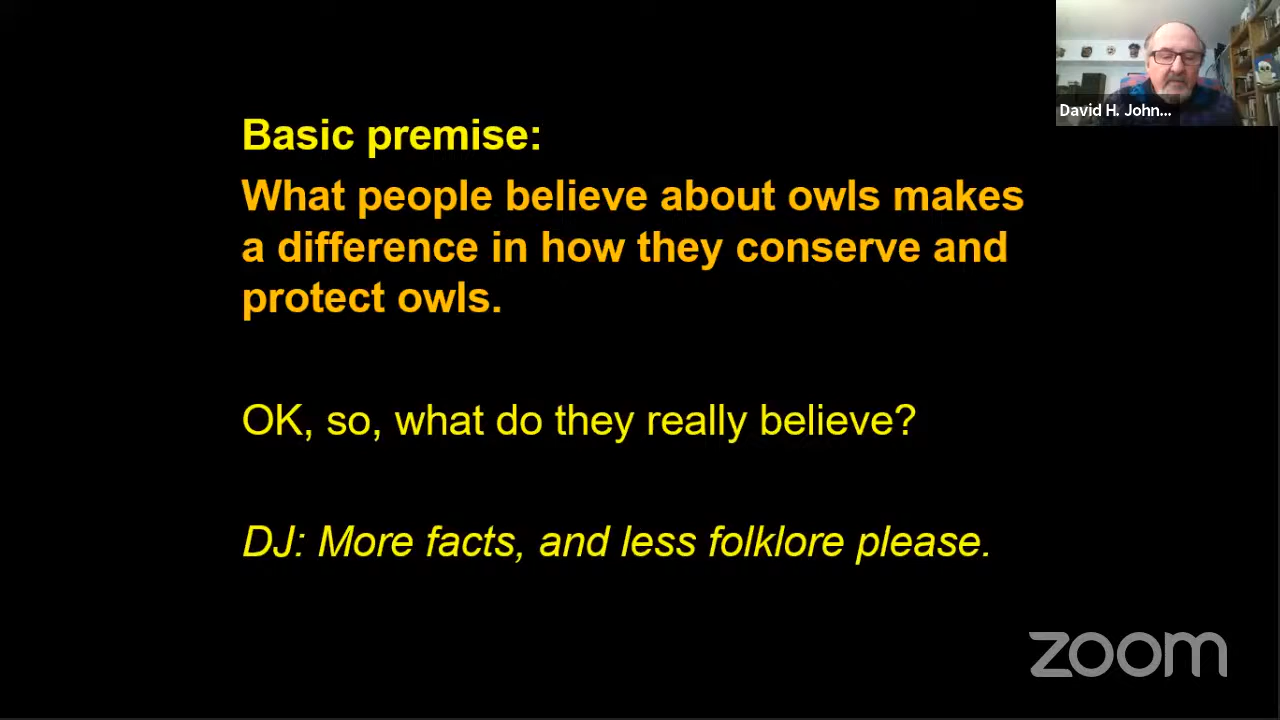 David H. John...
Basic premise:
What people believe about owls makes
a difference in how they conserve and
protect owls.
OK, so, what do they really believe?
DJ: More facts, and less folklore please.
zoom